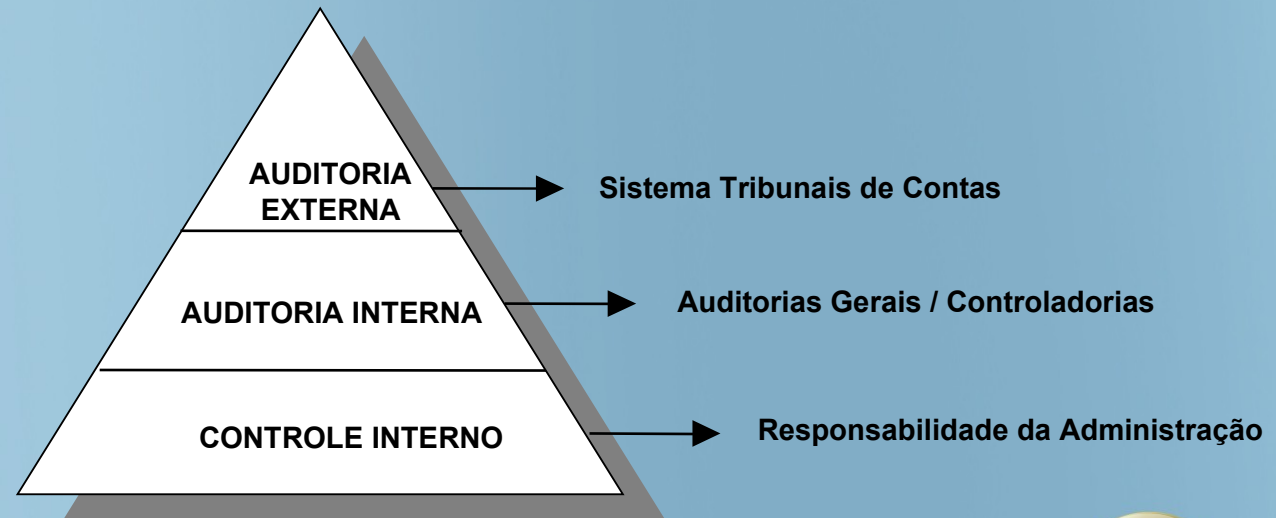 AUDITORIA
EXTERNA
Sistema Tribunais de Contas
AUDITORIA INTERNA
Auditorias Gerais / Controladorias
CONTROLE INTERNO
Responsabilidade da Administração